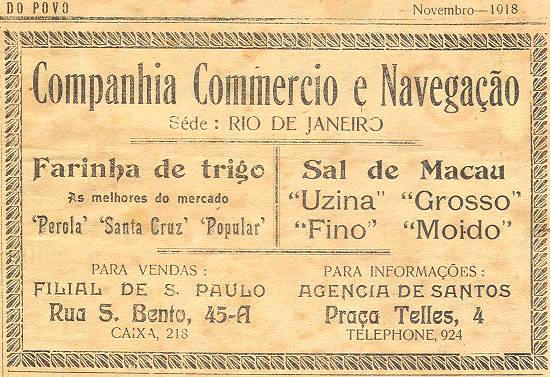 DO POVO
Novembro—1918
Companhia Commercio e Navegação
Séde : RIO DE JANEIRO
Farinha de trigo
As melhores do mercado
'Perola' 'Santa Cruz' 'Popular'
Sal de Macau
"Uzina" "Grosso"
"Fino" "Moido"
PARA VENDAS :
FILIAL DE S. PAULO
Rua S. Bento, 45-A
CAIXA, 218
PARA INFORMAÇÕES :
AGENCIA DE SANTOS
Praça Telles, 4
TELEPHONE, 924